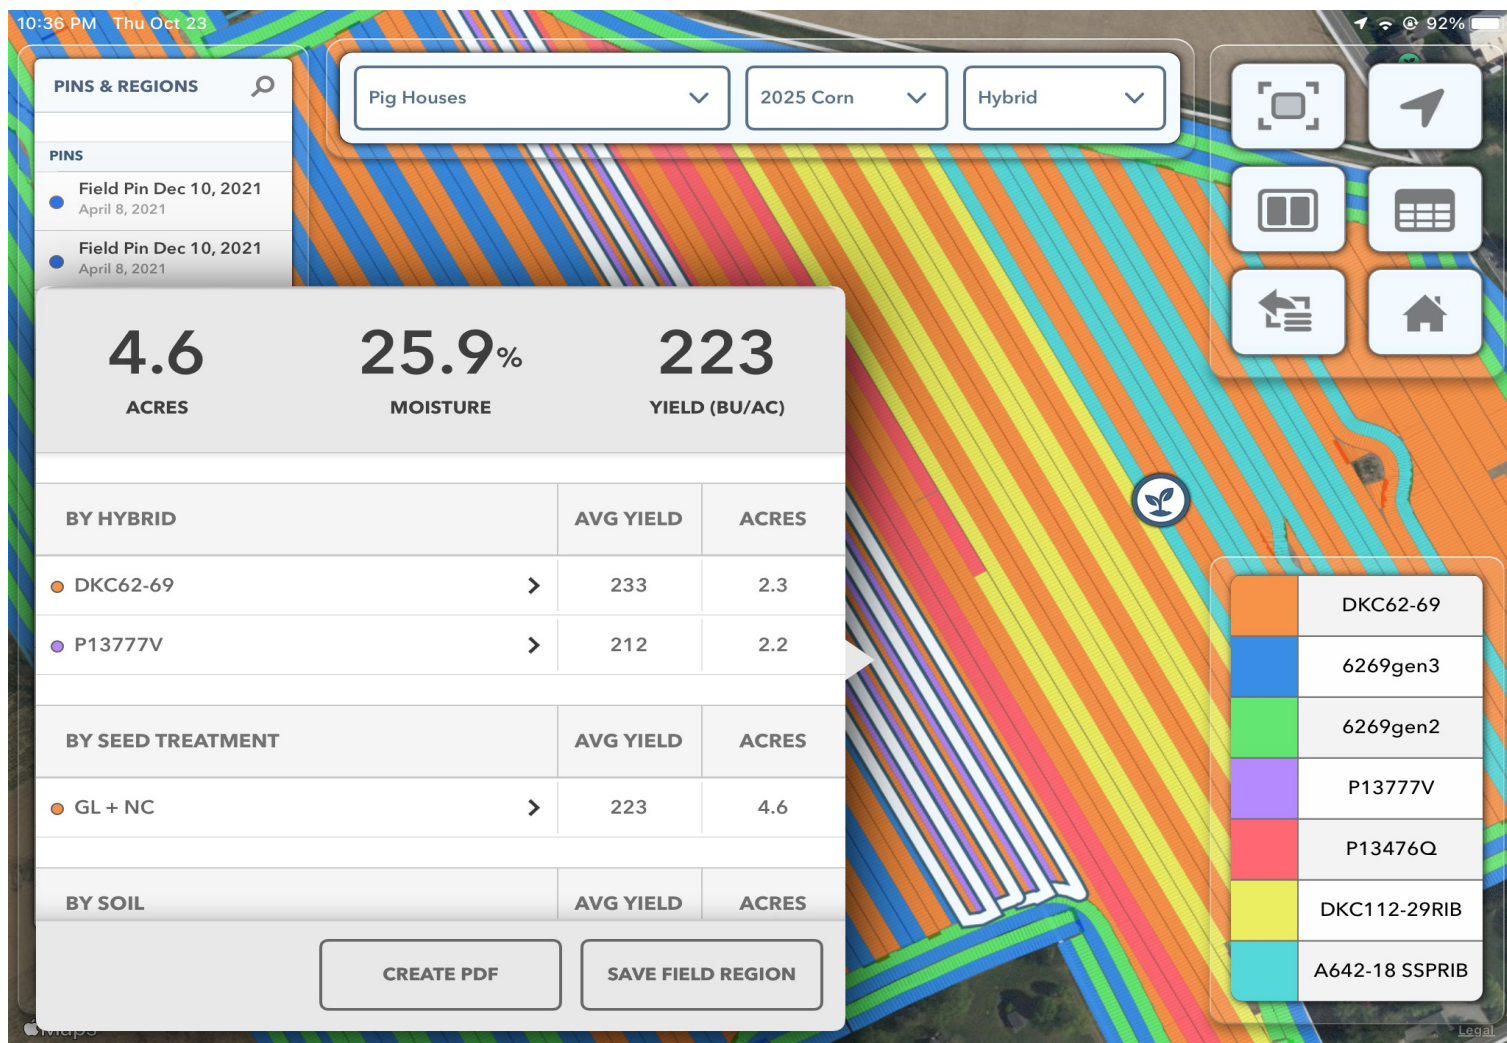 10:36 PM Thu Oct 23
92%
PINS & REGIONS
Pig Houses
2025 Corn
Hybrid
PINS
Field Pin Dec 10, 2021
April 8, 2021
Field Pin Dec 10, 2021
April 8, 2021
4.6
25.9%
223
ACRES
MOISTURE
YIELD (BU/AC)
BY HYBRID AVG YIELD ACRES
DKC62-69 233 2.3
P13777V 212 2.2
BY SEED TREATMENT AVG YIELD ACRES
GL + NC 223 4.6
BY SOIL AVG YIELD ACRES
CREATE PDF
SAVE FIELD REGION
DKC62-69
6269gen3
6269gen2
P13777V
P13476Q
DKC112-29RIB
A642-18 SSPRIB
Maps
Legal